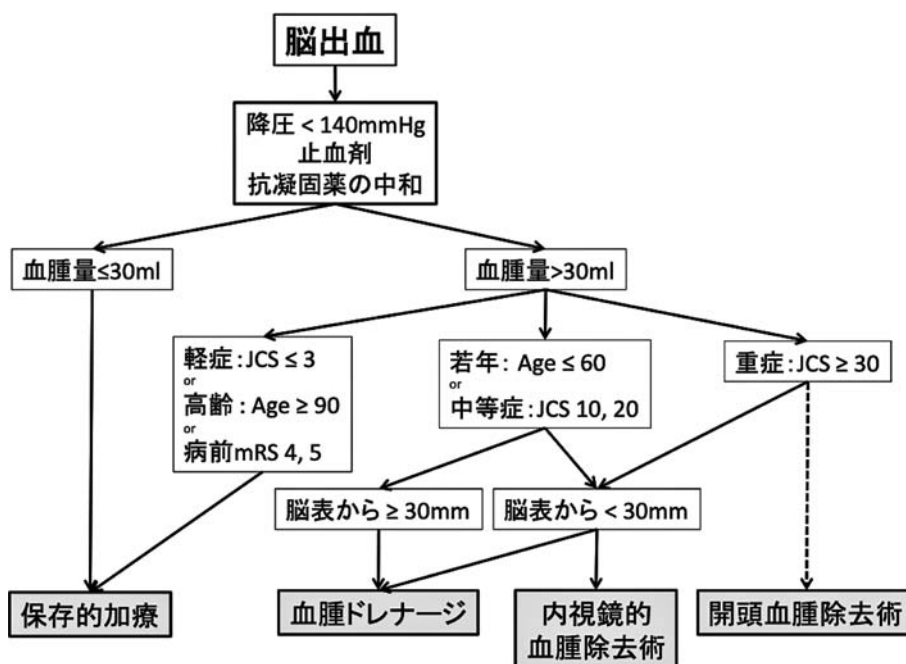 脳出血
降圧 < 140mmHg
止血剤
抗凝固薬の中和
血腫量≤30ml
血腫量>30ml
軽症：JCS ≤ 3
or
高齢：Age ≥ 90
or
病前mRS 4, 5
若年：Age ≤ 60
or
中等症：JCS 10, 20
重症：JCS ≥ 30
脳表から ≥ 30mm
脳表から < 30mm
保存的加療
血腫ドレナージ
内視鏡的
血腫除去術
開頭血腫除去術